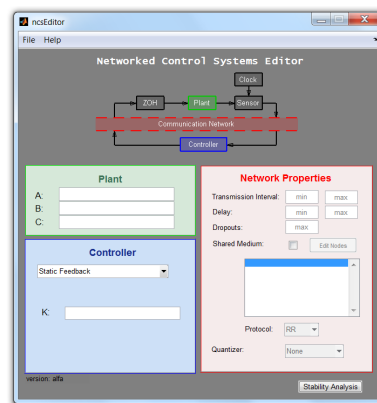 ncsEditor
File Help
Networked Control Systems Editor
Clock
ZOH Plant Sensor
Communication Network
Controller
Plant
A:
B:
C:
Controller
Static Feedback
K:
Network Properties
Transmission Interval: min max
Delay: min max
Dropouts: max
Shared Medium: Edit Nodes
Protocol: RR
Quantizer: None
version: alfa
Stability Analysis